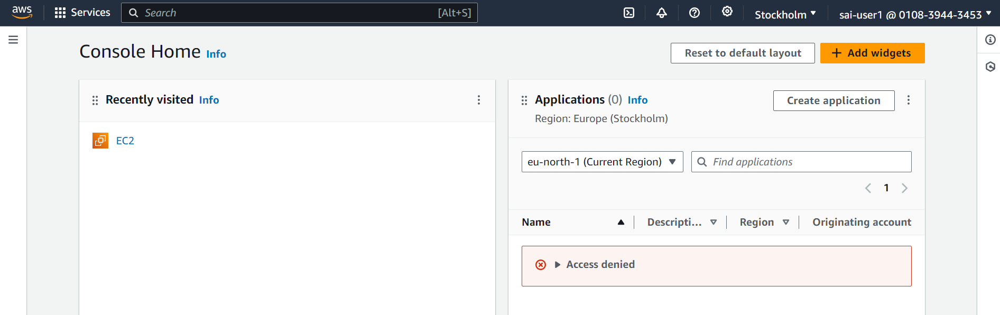 aws
Services
Search [Alt+S]
Stockholm
sai-user1 @ 0108-3944-3453
Console Home Info
Reset to default layout
Add widgets
Recently visited Info
EC2
Applications (0) Info
Region: Europe (Stockholm)
Create application
eu-north-1 (Current Region)
Find applications
1
Name Descripti... Region Originating account
Access denied